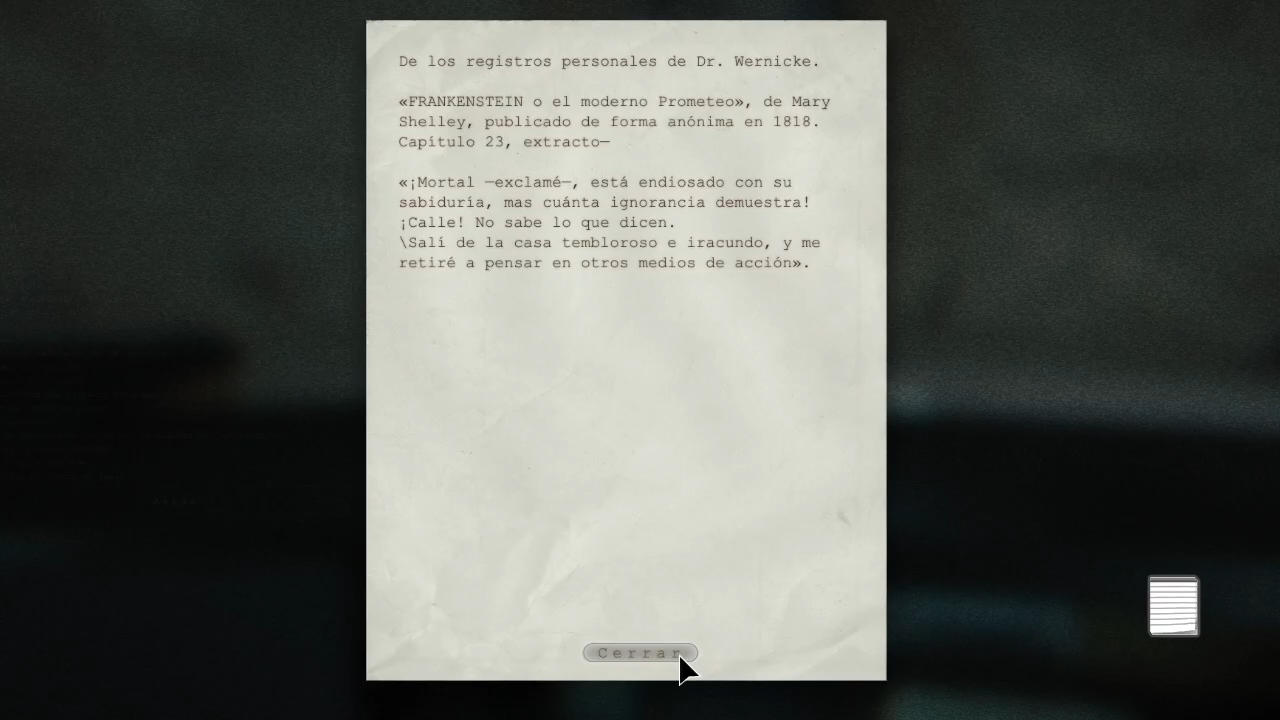 De los registros personales de Dr. Wernicke.
«FRANKENSTEIN o el moderno Prometeo», de Mary
Shelley, publicado de forma anónima en 1818.
Capítulo 23, extracto—
«¡Mortal —exclamé—, está endiosado con su
sabiduría, mas cuánta ignorancia demuestra!
¡Calle! No sabe lo que dicen.
\Salí de la casa tembloroso e iracundo, y me
retiré a pensar en otros medios de acción».
Cerrar